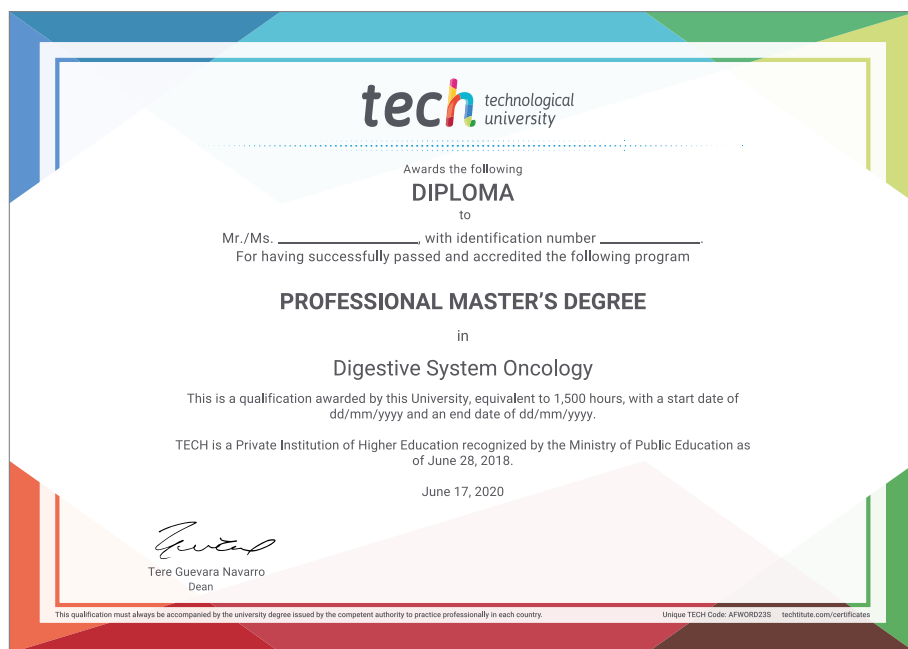 tech technological
university
Awards the following
DIPLOMA
to
Mr./Ms. ____________________, with identification number ______________.
For having successfully passed and accredited the following program
PROFESSIONAL MASTER'S DEGREE
in
Digestive System Oncology
This is a qualification awarded by this University, equivalent to 1,500 hours, with a start date of
dd/mm/yyyy and an end date of dd/mm/yyyy.
TECH is a Private Institution of Higher Education recognized by the Ministry of Public Education as
of June 28, 2018.
June 17, 2020
Tere Guevara Navarro
Dean
This qualification must always be accompanied by the university degree issued by the competent authority to practice professionally in each country.
Unique TECH Code: AFWORD23S techtitute.com/certificates